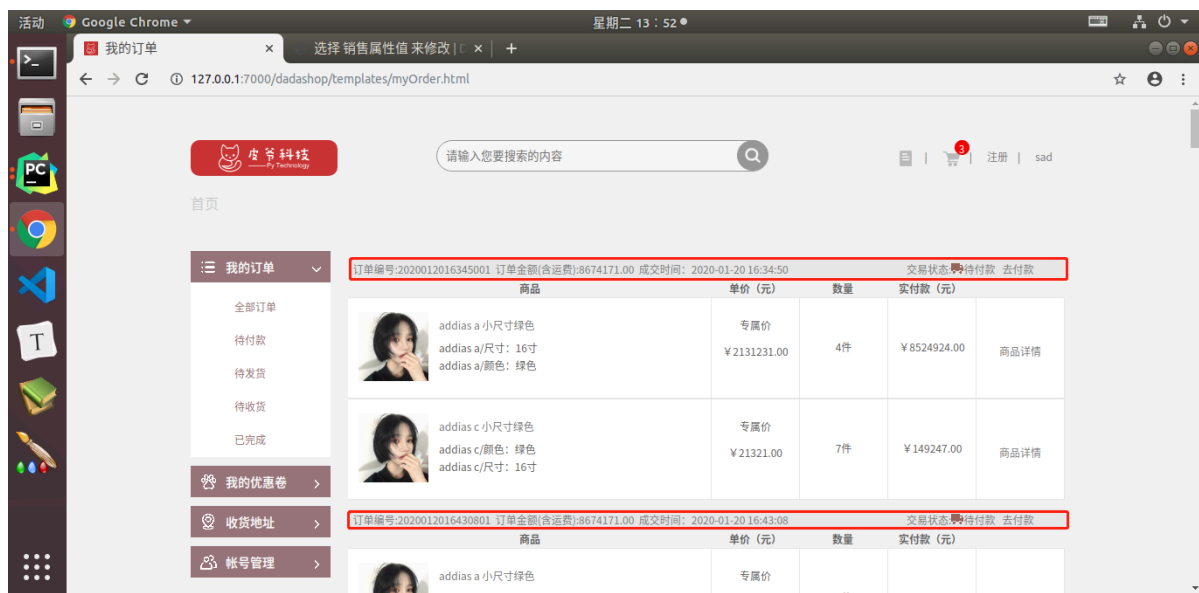 活动 Google Chrome 星期二 13：52
我的订单 选择 销售属性值 来修改 |
127.0.0.1:7000/dadashop/templates/myOrder.html
皮爷科技
Py Technology
请输入您要搜索的内容
3
| | 注册 | sad
首页
我的订单
全部订单
待付款
待发货
待收货
已完成
我的优惠卷
收货地址
帐号管理
订单编号:2020012016345001 订单金额(含运费):8674171.00 成交时间：2020-01-20 16:34:50 交易状态:待付款 去付款
商品 单价（元） 数量 实付款（元）
addias a 小尺寸绿色
addias a/尺寸：16寸
addias a/颜色：绿色
专属价
￥2131231.00
4件
￥8524924.00
商品详情
addias c 小尺寸绿色
addias c/颜色：绿色
addias c/尺寸：16寸
专属价
￥21321.00
7件
￥149247.00
商品详情
订单编号:2020012016430801 订单金额(含运费):8674171.00 成交时间：2020-01-20 16:43:08 交易状态:待付款 去付款
商品 单价（元） 数量 实付款（元）
addias a 小尺寸绿色
专属价
PC
T